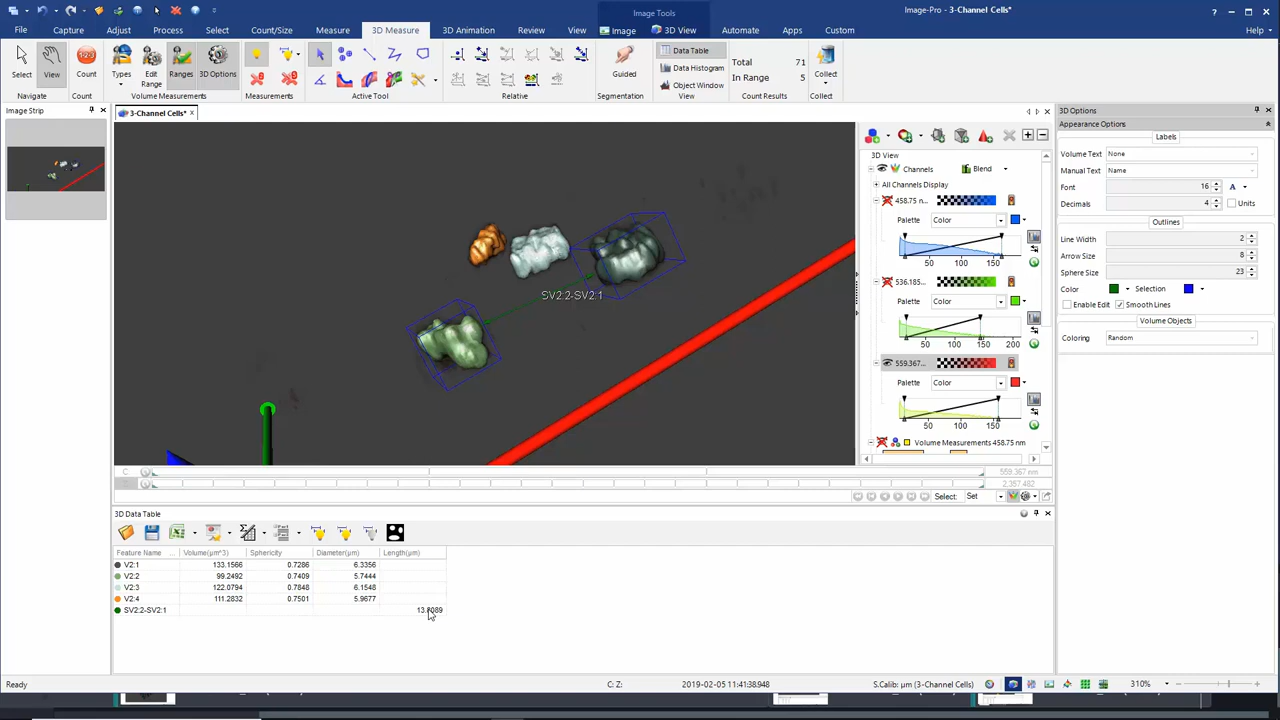 Image Tools
Image-Pro - 3-Channel Cells*
File Capture Adjust Process Select Count/Size Measure 3D Measure 3D Animation Review View Image 3D View Automate Apps Custom Help
Select View Count Types Edit Range Ranges 3D Options
Data Table
Data Histogram
Object Window
Guided
Total 71
In Range 5
Collect
Navigate Count Volume Measurements Measurements Active Tool Relative Segmentation View Count Results Collect
Image Strip
3-Channel Cells*
SV2:2-SV2:1
3D View
Channels Blend
All Channels Display
458.75 n...
Palette Color
50 100 150
536.185...
Palette Color
50 100 150 200
559.367...
Palette Color
50 100 150
Volume Measurements 458.75 nm
3D Options
Appearance Options
Labels
Volume Text None
Manual Text Name
Font 16 A
Decimals 4 Units
Outlines
Line Width 2
Arrow Size 8
Sphere Size 23
Color Selection
Enable Edit Smooth Lines
Volume Objects
Coloring Random
C: 559.367 nm
Select: Set
3D Data Table
Feature Name ... Volume(µm^3) Sphericity Diameter(µm) Length(µm)
V2:1 133.1566 0.7286 6.3356
V2:2 99.2492 0.7409 5.7444
V2:3 122.0794 0.7848 6.1548
V2:4 111.2832 0.7501 5.9677
SV2:2-SV2:1
Ready C: Z: 2019-02-05 11:41:38.948 S.Calib: µm (3-Channel Cells) 310%